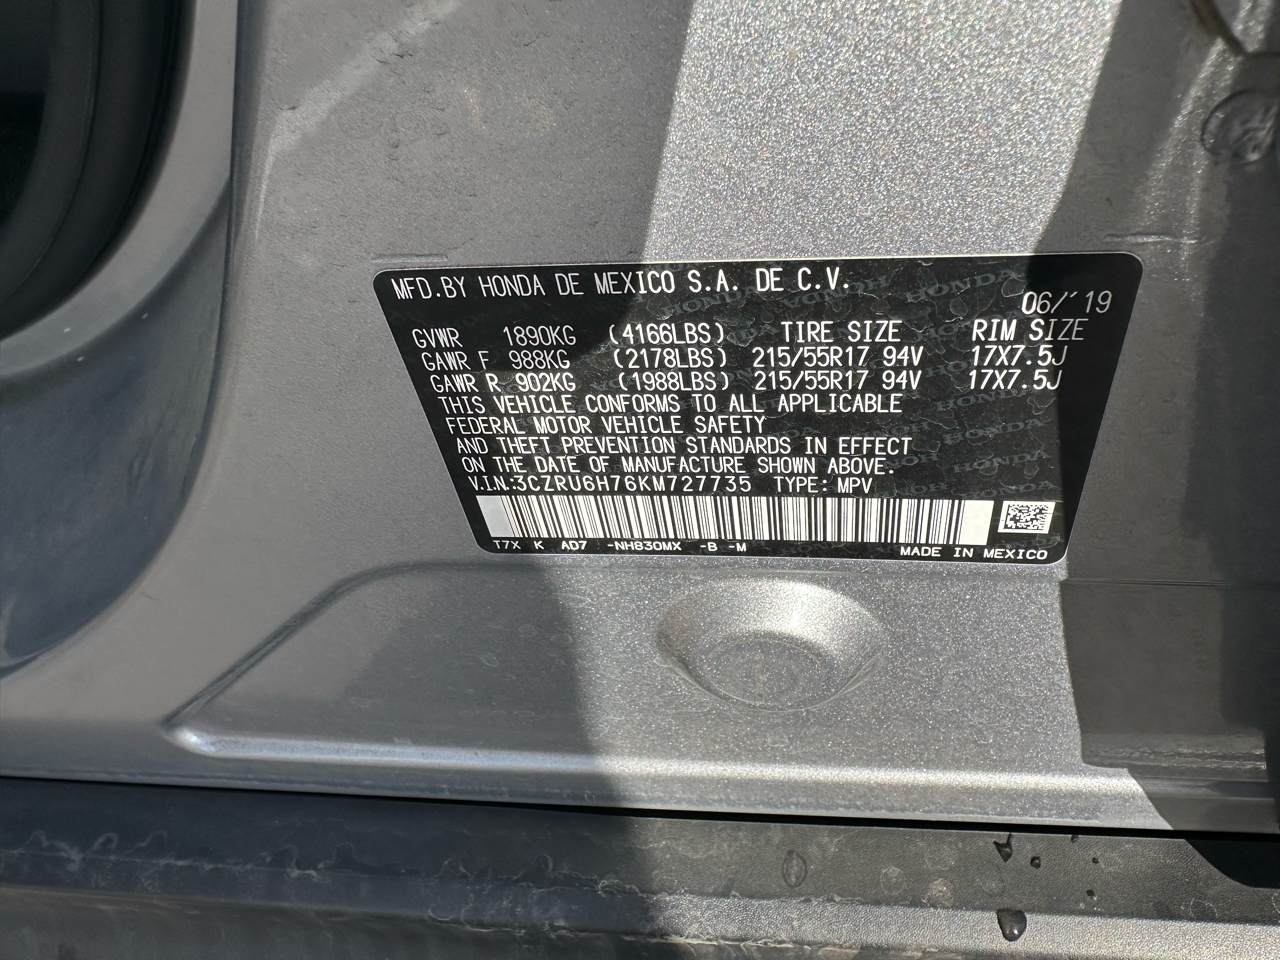 MFD.BY HONDA DE MEXICO S.A. DE C.V.
06/'19
GVWR 1890KG (4166LBS) TIRE SIZE RIM SIZE
GAWR F 988KG (2178LBS) 215/55R17 94V 17X7.5J
GAWR R 902KG (1988LBS) 215/55R17 94V 17X7.5J
THIS VEHICLE CONFORMS TO ALL APPLICABLE
FEDERAL MOTOR VEHICLE SAFETY
AND THEFT PREVENTION STANDARDS IN EFFECT
ON THE DATE OF MANUFACTURE SHOWN ABOVE.
V.I.N.:3CZRU6H76KM727735 TYPE: MPV
T7X K AD7 -NH830MX -B -M MADE IN MEXICO